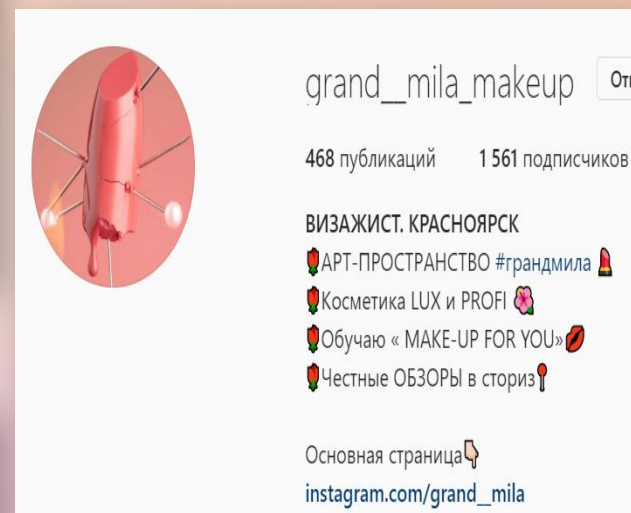 grand__mila_makeup
468 публикаций 1 561 подписчиков
ВИЗАЖИСТ. КРАСНОЯРСК
🌹АРТ-ПРОСТРАНСТВО #грандмила💄
🌹Косметика LUX и PROFI 🌺
🌹Обучаю « MAKE-UP FOR YOU»💋
🌹Честные ОБЗОРЫ в сториз📍
Основная страница👇🏻
instagram.com/grand__mila